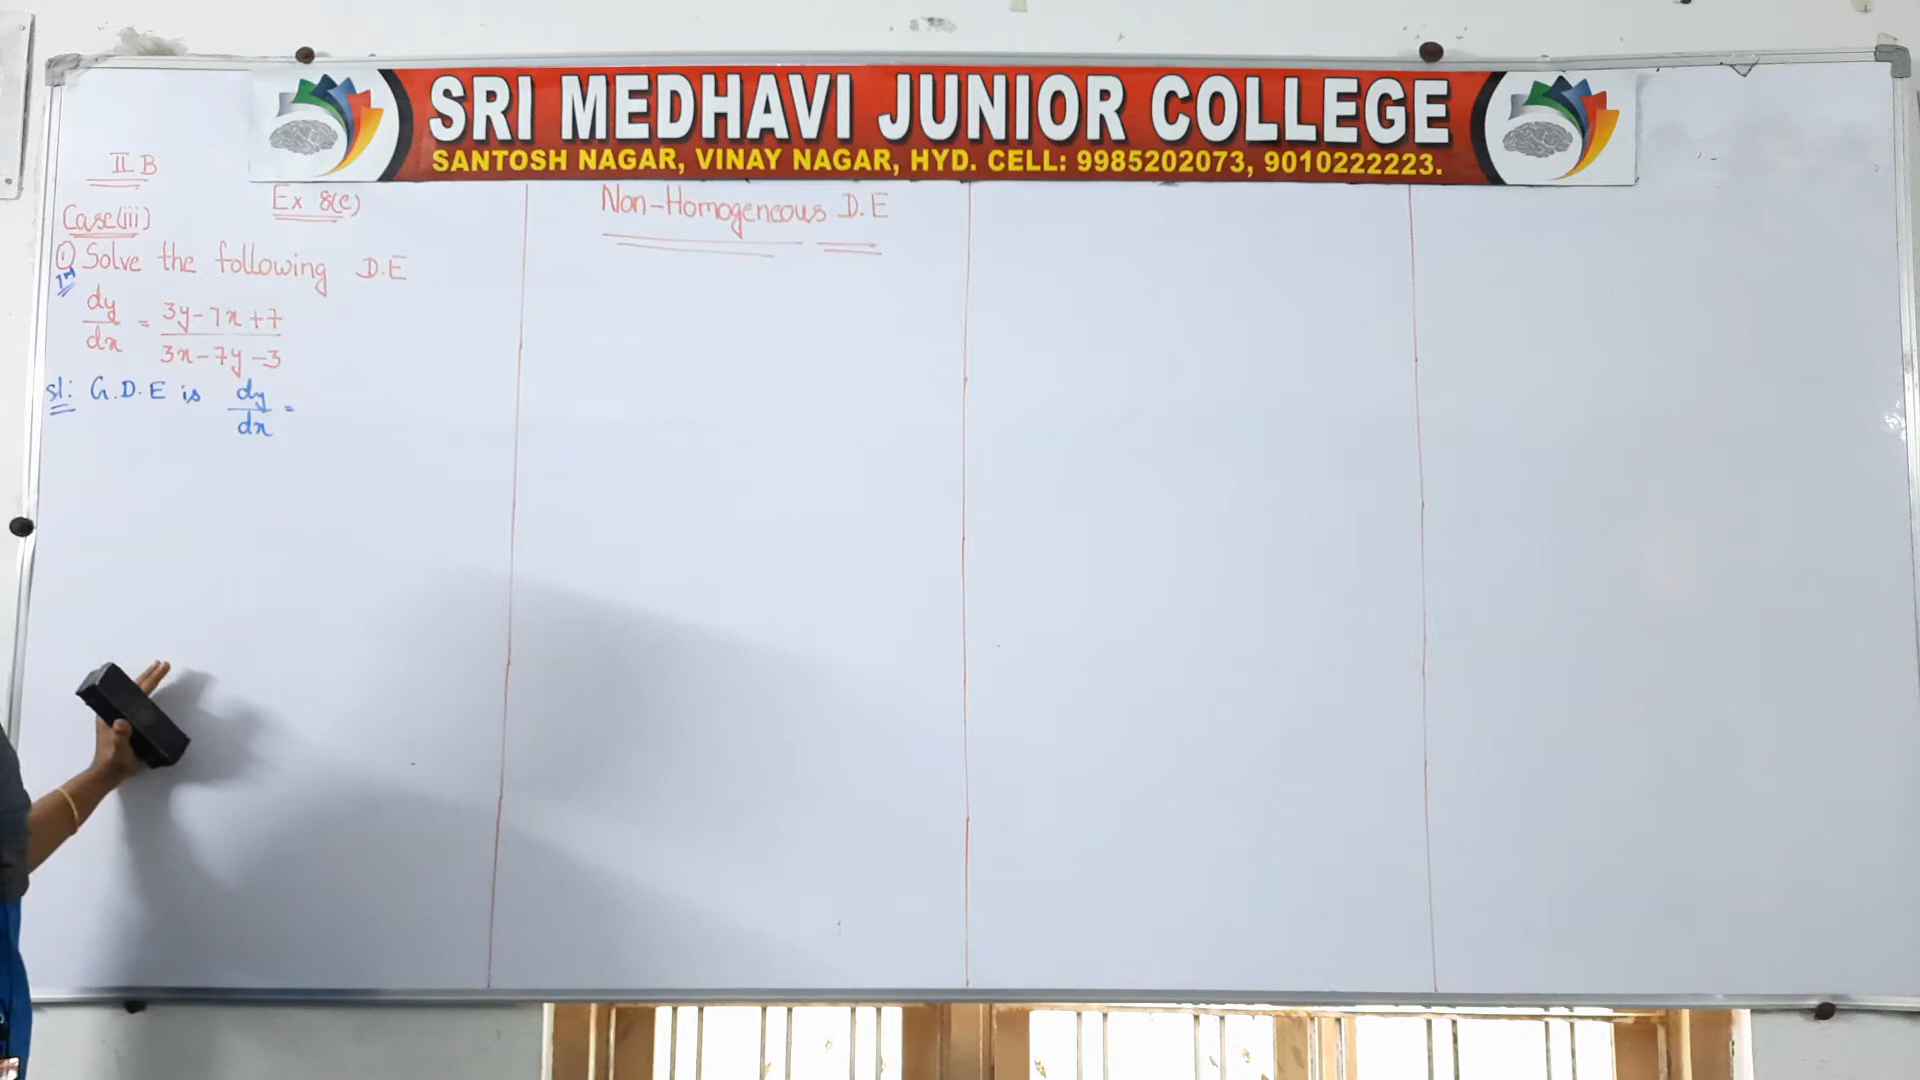 SRI MEDHAVI JUNIOR COLLEGE
SANTOSH NAGAR, VINAY NAGAR, HYD. CELL: 9985202073, 9010222223.
II B
Ex 8(e)
Non-Homogeneous D.E
Case(iii)
① Solve the following D.E
dy/dx = 3y-7x+7/3x-7y-3
sl: G.D.E is dy/dx =